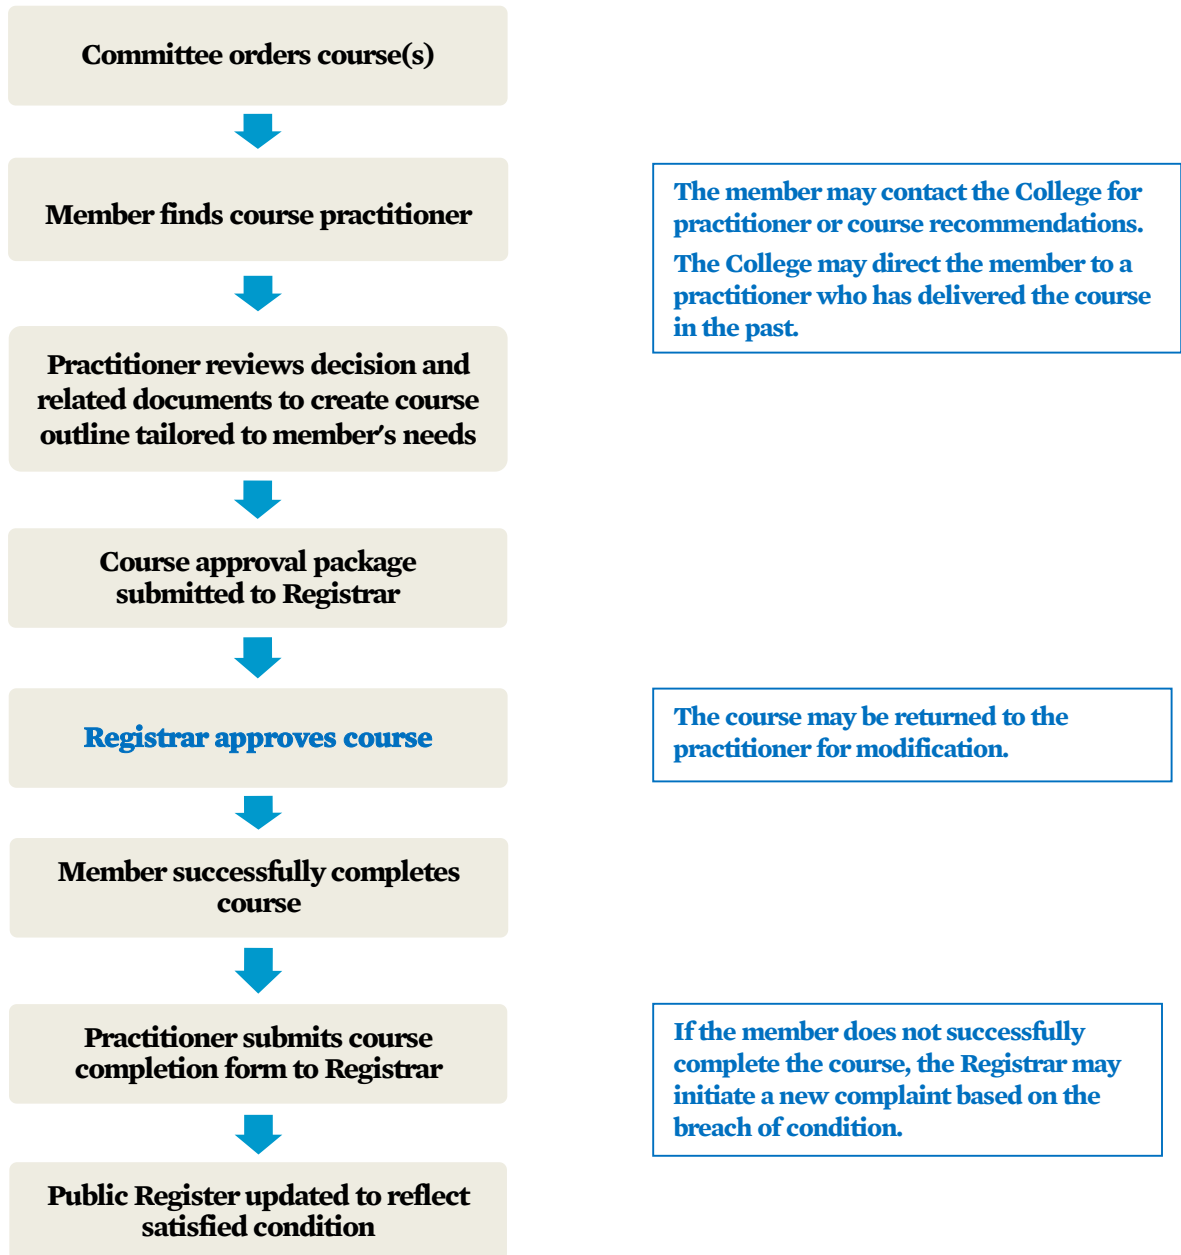 Committee orders course(s)
Member finds course practitioner
The member may contact the College for
practitioner or course recommendations.
The College may direct the member to a
practitioner who has delivered the course
in the past.
Practitioner reviews decision and
related documents to create course
outline tailored to member's needs
Course approval package
submitted to Registrar
Registrar approves course
The course may be returned to the
practitioner for modification.
Member successfully completes
course
Practitioner submits course
completion form to Registrar
If the member does not successfully
complete the course, the Registrar may
initiate a new complaint based on the
breach of condition.
Public Register updated to reflect
satisfied condition